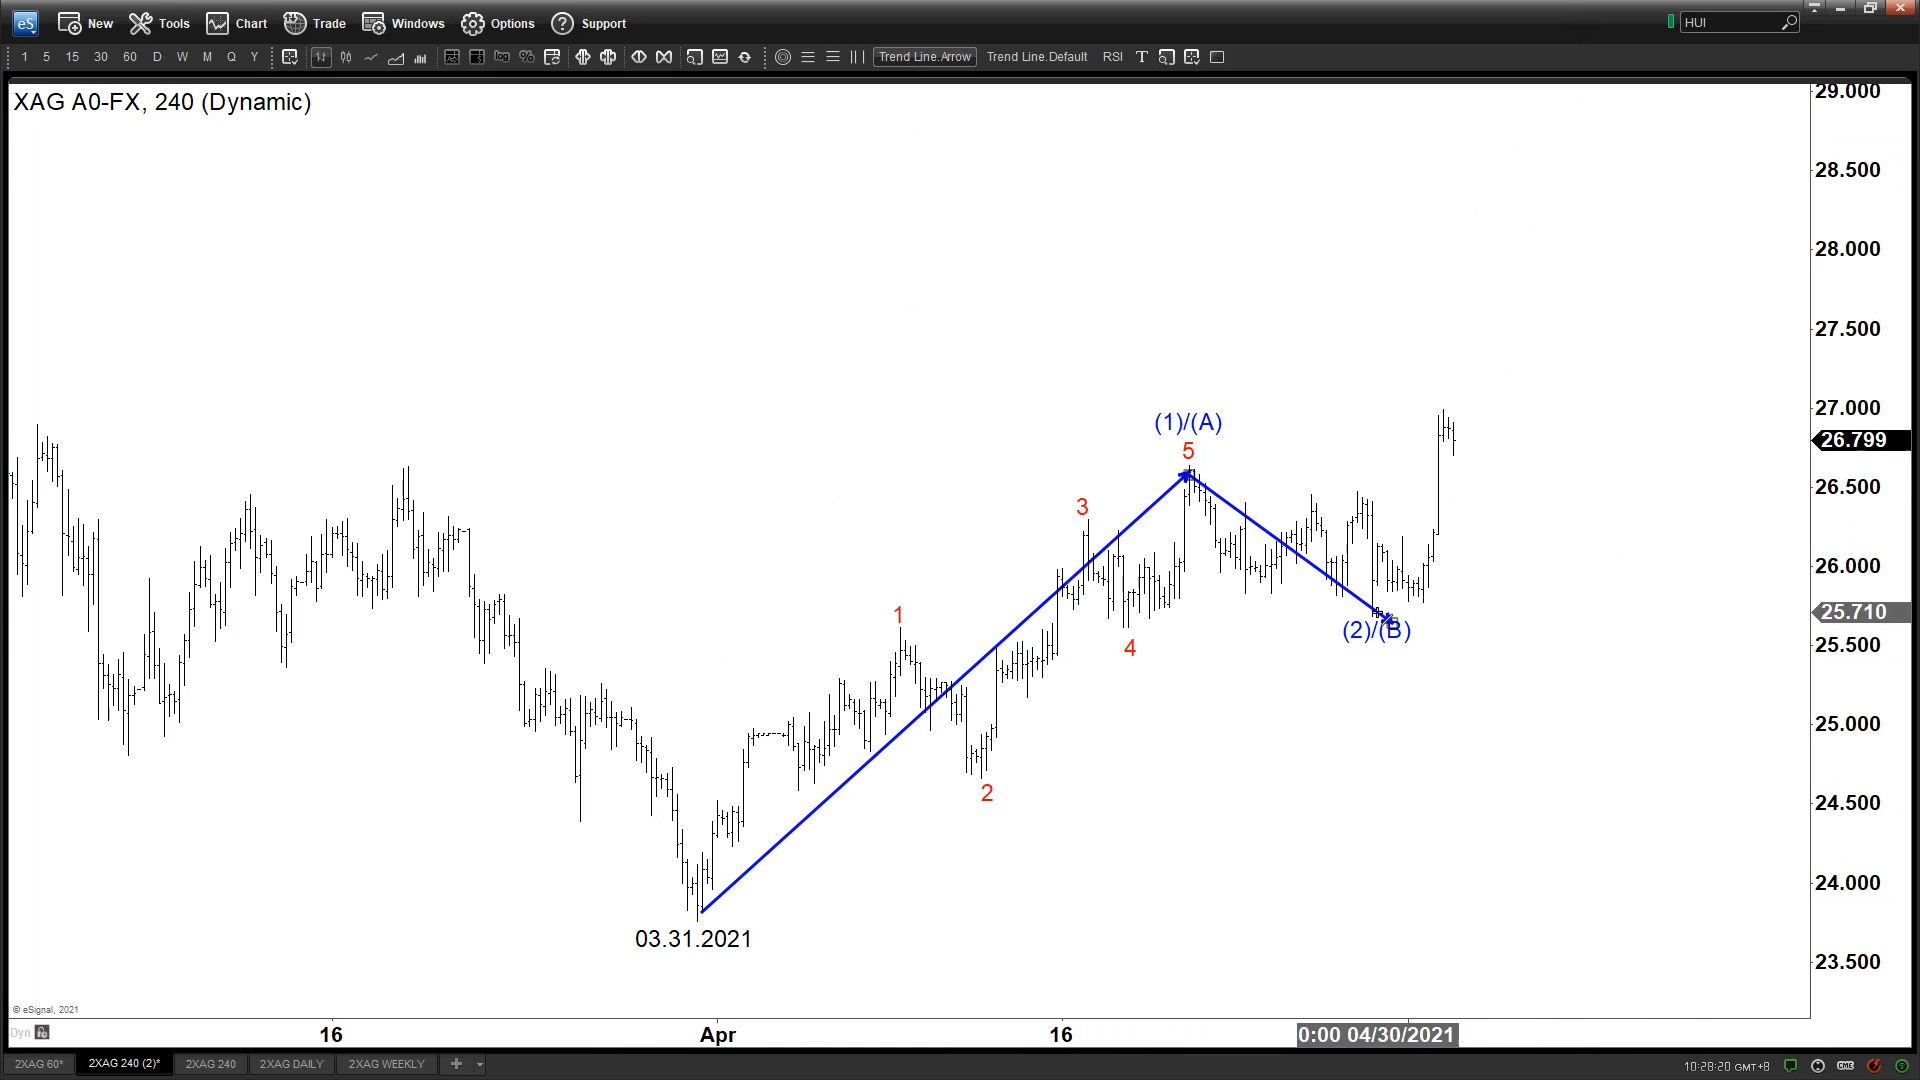 eS New Tools Chart Trade Windows Options Support HUI
1 5 15 30 60 D W M Q Y log % Trend Line.Arrow Trend Line.Default RSI T
XAG A0-FX, 240 (Dynamic)
29.000
28.500
28.000
27.500
27.000
(1)/(A)
26.799
5
26.500
3
26.000
25.710
1
(2)/(B)
25.500
4
25.000
2
24.500
24.000
03.31.2021
23.500
© eSignal, 2021
Dyn 16 Apr 16 0:00 04/30/2021
2XAG 60* 2XAG 240 (2)* 2XAG 240 2XAG DAILY 2XAG WEEKLY + 10:28:20 GMT+8 CME